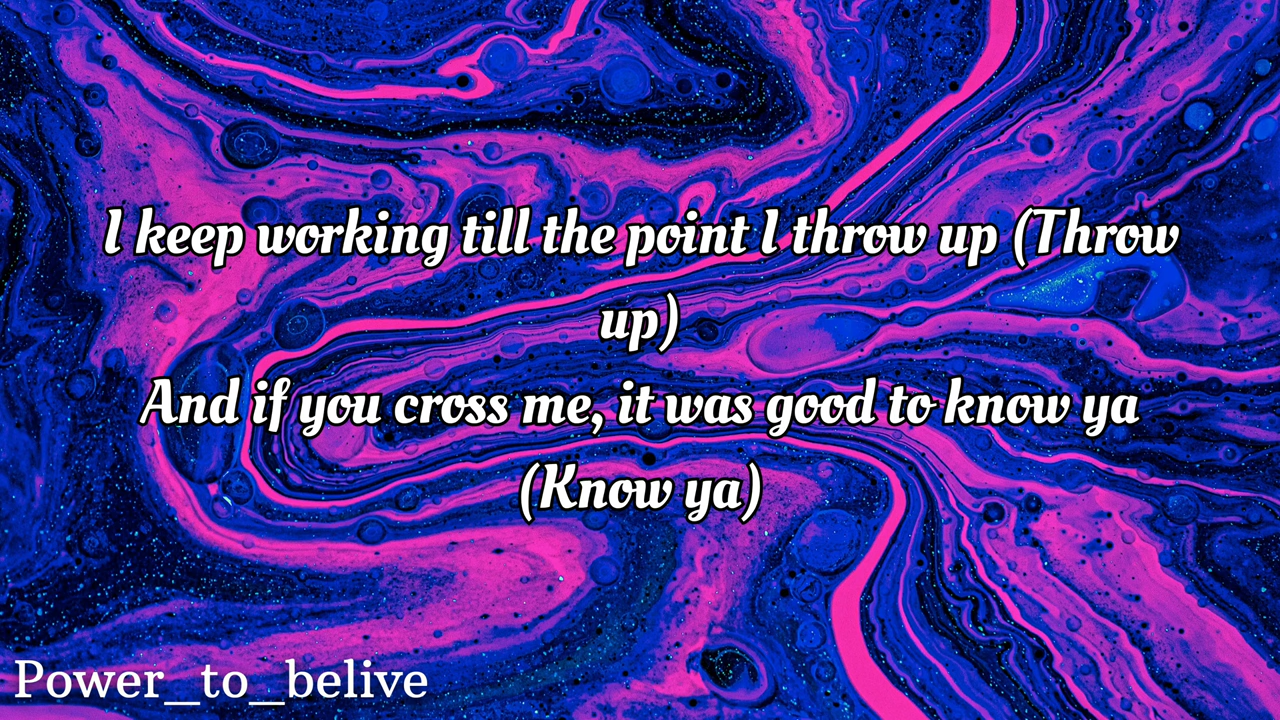 I keep working till the point I throw up (Throw
up)
And if you cross me, it was good to know ya
(Know ya)
Power_to_belive